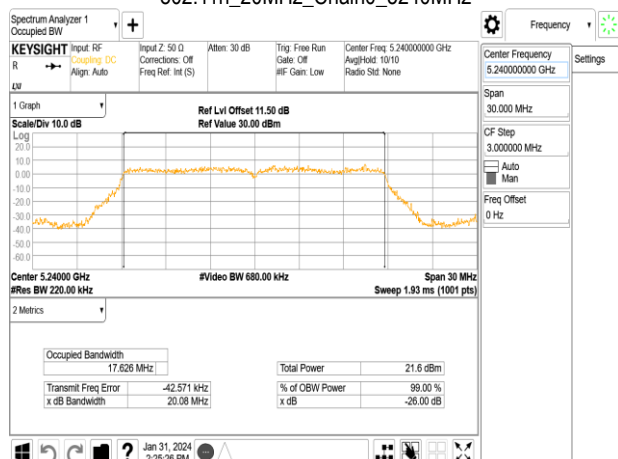 Spectrum Analyzer 1
Occupied BW
Frequency
KEYSIGHT
R
Input: RF
Coupling: DC
Align: Auto
Input Z: 50 Ω
Corrections: Off
Freq Ref: Int (S)
Atten: 30 dB
Trig: Free Run
Gate: Off
#IF Gain: Low
Center Freq: 5.240000000 GHz
Avg|Hold: 10/10
Radio Std: None
Center Frequency
5.240000000 GHz
Settings
Span
30.000 MHz
CF Step
3.000000 MHz
Auto
Man
Freq Offset
0 Hz
1 Graph
Scale/Div 10.0 dB
Ref Lvl Offset 11.50 dB
Ref Value 30.00 dBm
Log
20.0
10.0
0.00
-10.0
-20.0
-30.0
-40.0
-50.0
-60.0
Center 5.24000 GHz
#Res BW 220.00 kHz
#Video BW 680.00 kHz
Span 30 MHz
Sweep 1.93 ms (1001 pts)
2 Metrics
Occupied Bandwidth
17.626 MHz
Total Power 21.6 dBm
Transmit Freq Error -42.571 kHz
% of OBW Power 99.00 %
x dB Bandwidth 20.08 MHz
x dB -26.00 dB
Jan 31, 2024